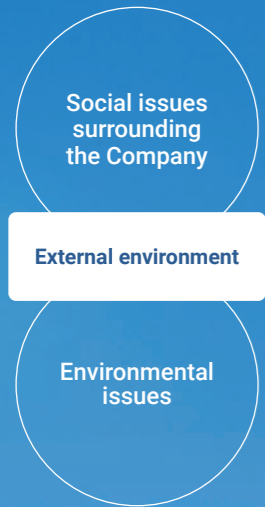 Social issues
surrounding
the Company
External environment
Environmental
issues